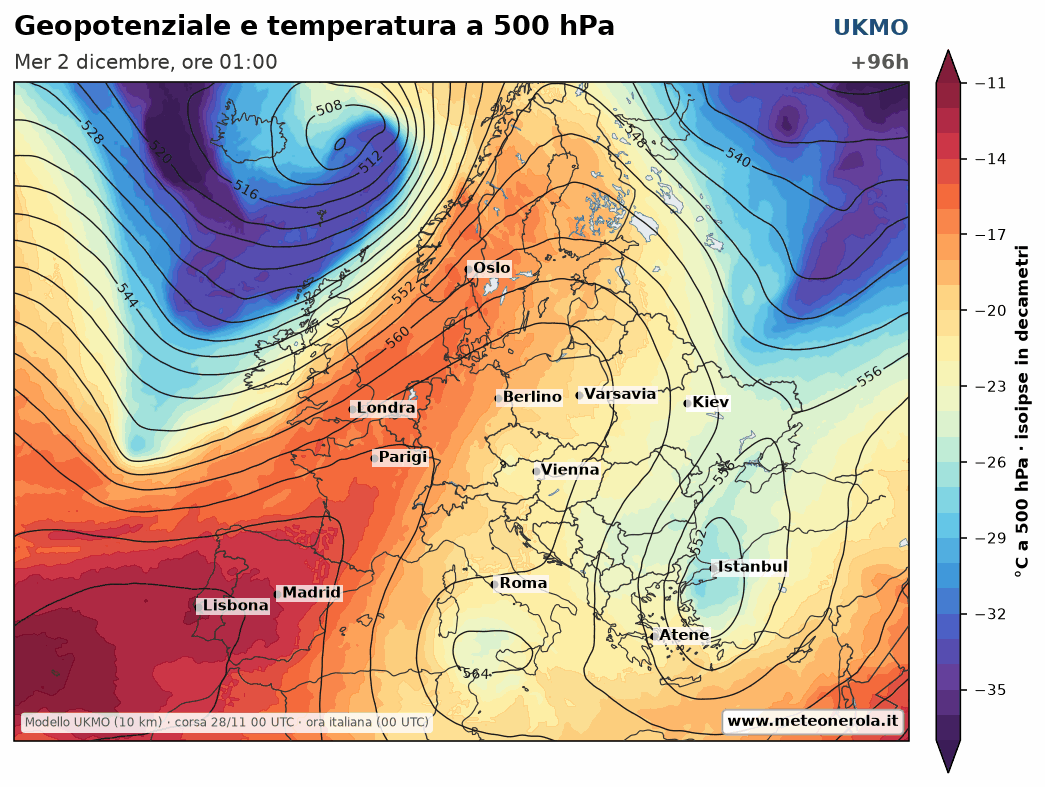 Geopotenziale e temperatura a 500 hPa
UKMO
Mer 2 dicembre, ore 01:00
+96h
508
528
520
512
516
548
540
544
552
560
556
556
552
564
Oslo
Londra
Berlino
Varsavia
Kiev
Parigi
Vienna
Roma
Madrid
Lisbona
Istanbul
Atene
−11
−14
−17
−20
−23
−26
−29
−32
−35
°C a 500 hPa · isoipse in decametri
Modello UKMO (10 km) · corsa 28/11 00 UTC · ora italiana (00 UTC)
www.meteonerola.it